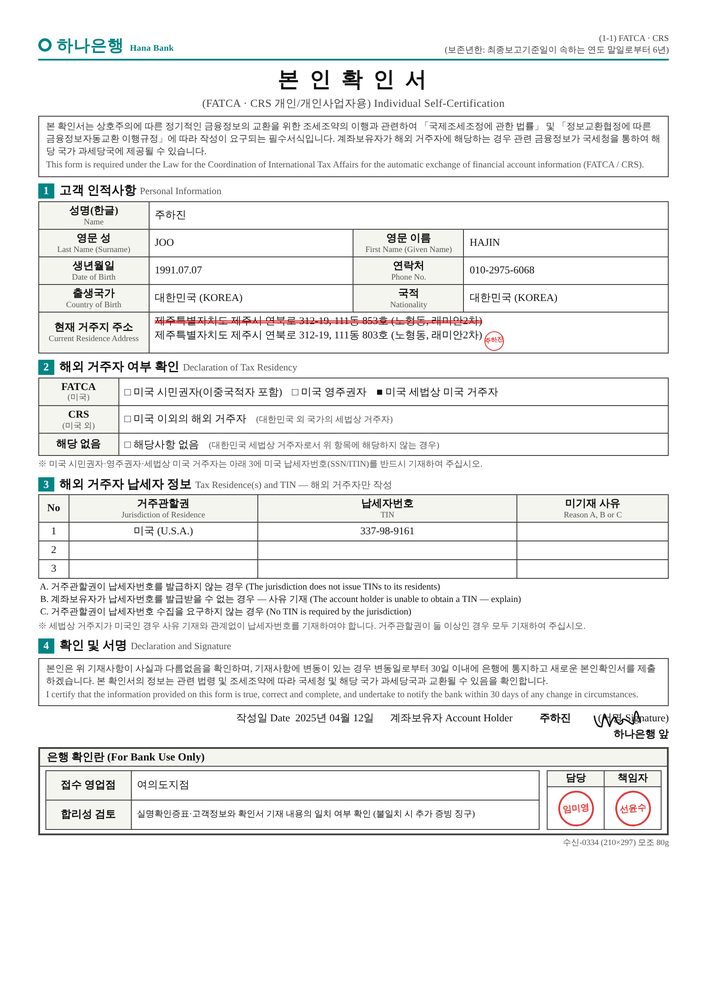 하나은행 Hana Bank
(1-1) FATCA · CRS
(보존년한: 최종보고기준일이 속하는 연도 말일로부터 6년)
본 인 확 인 서
(FATCA · CRS 개인/개인사업자용) Individual Self-Certification
본 확인서는 상호주의에 따른 정기적인 금융정보의 교환을 위한 조세조약의 이행과 관련하여 「국제조세조정에 관한 법률」 및 「정보교환협정에 따른
금융정보자동교환 이행규정」에 따라 작성이 요구되는 필수서식입니다. 계좌보유자가 해외 거주자에 해당하는 경우 관련 금융정보가 국세청을 통하여 해
당 국가 과세당국에 제공될 수 있습니다.
This form is required under the Law for the Coordination of International Tax Affairs for the automatic exchange of financial account information (FATCA / CRS).
1 고객 인적사항 Personal Information
성명(한글) 주하진
Name
영문 성 JOO 영문 이름 HAJIN
Last Name (Surname) First Name (Given Name)
생년월일 1991.07.07 연락처 010-2975-6068
Date of Birth Phone No.
출생국가 대한민국 (KOREA) 국적 대한민국 (KOREA)
Country of Birth Nationality
현재 거주지 주소
Current Residence Address
제주특별자치도 제주시 연북로 312-19, 111동 853호 (노형동, 래미안2차)
제주특별자치도 제주시 연북로 312-19, 111동 803호 (노형동, 래미안2차) 주하진
2 해외 거주자 여부 확인 Declaration of Tax Residency
FATCA
(미국)
□ 미국 시민권자(이중국적자 포함) □ 미국 영주권자 ■ 미국 세법상 미국 거주자
CRS
(미국 외)
□ 미국 이외의 해외 거주자 (대한민국 외 국가의 세법상 거주자)
해당 없음 □ 해당사항 없음 (대한민국 세법상 거주자로서 위 항목에 해당하지 않는 경우)
※ 미국 시민권자·영주권자·세법상 미국 거주자는 아래 3에 미국 납세자번호(SSN/ITIN)를 반드시 기재하여 주십시오.
3 해외 거주자 납세자 정보 Tax Residence(s) and TIN — 해외 거주자만 작성
No 거주관할권 납세자번호 미기재 사유
Jurisdiction of Residence TIN Reason A, B or C
1 미국 (U.S.A.) 337-98-9161
2
3
A. 거주관할권이 납세자번호를 발급하지 않는 경우 (The jurisdiction does not issue TINs to its residents)
B. 계좌보유자가 납세자번호를 발급받을 수 없는 경우 — 사유 기재 (The account holder is unable to obtain a TIN — explain)
C. 거주관할권이 납세자번호 수집을 요구하지 않는 경우 (No TIN is required by the jurisdiction)
※ 세법상 거주지가 미국인 경우 사유 기재와 관계없이 납세자번호를 기재하여야 합니다. 거주관할권이 둘 이상인 경우 모두 기재하여 주십시오.
4 확인 및 서명 Declaration and Signature
본인은 위 기재사항이 사실과 다름없음을 확인하며, 기재사항에 변동이 있는 경우 변동일로부터 30일 이내에 은행에 통지하고 새로운 본인확인서를 제출
하겠습니다. 본 확인서의 정보는 관련 법령 및 조세조약에 따라 국세청 및 해당 국가 과세당국과 교환될 수 있음을 확인합니다.
I certify that the information provided on this form is true, correct and complete, and undertake to notify the bank within 30 days of any change in circumstances.
작성일 Date 2025년 04월 12일 계좌보유자 Account Holder 주하진 (서명 Signature)
하나은행 앞
은행 확인란 (For Bank Use Only)
접수 영업점 여의도지점
합리성 검토 실명확인증표·고객정보와 확인서 기재 내용의 일치 여부 확인 (불일치 시 추가 증빙 징구)
담당 책임자
임미영 선윤수
수신-0334 (210×297) 모조 80g